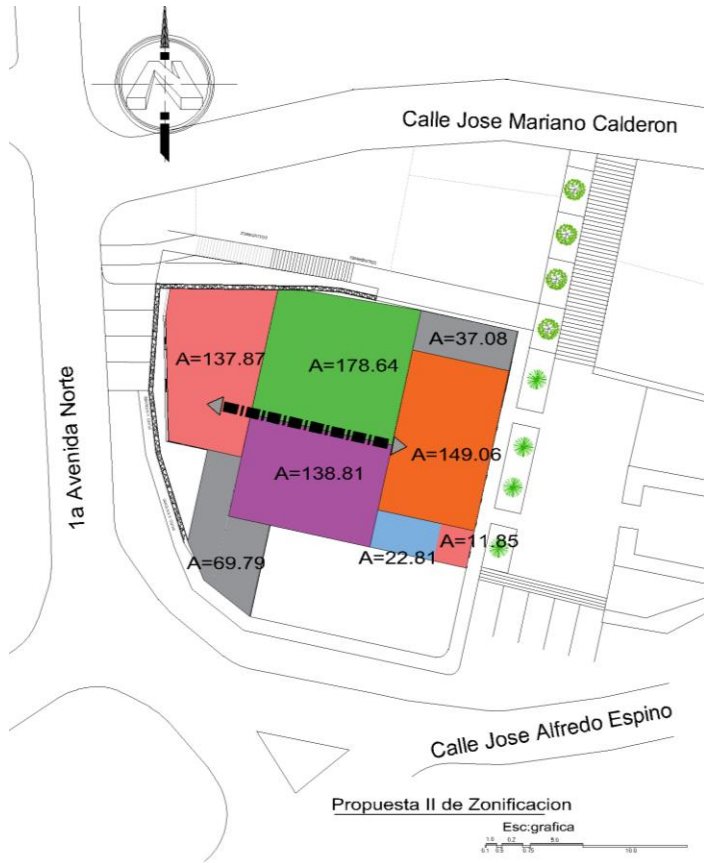 Calle Jose Mariano Calderon
A=37.08
A=137.87
A=178.64
A=149.06
1a Avenida Norte
A=138.81
A=11.85
A=22.81
A=69.79
Calle Jose Alfredo Espino
Propuesta II de Zonificacion
Esc:grafica